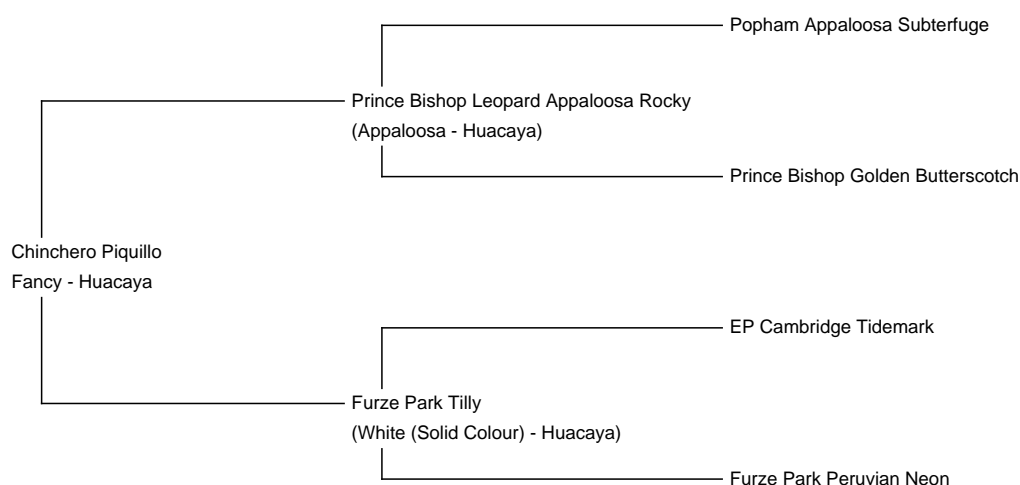 Popham Appaloosa Subterfuge
Prince Bishop Leopard Appaloosa Rocky
(Appaloosa - Huacaya)
Prince Bishop Golden Butterscotch
Chinchero Piquillo
Fancy - Huacaya
EP Cambridge Tidemark
Furze Park Tilly
(White (Solid Colour) - Huacaya)
Furze Park Peruvian Neon